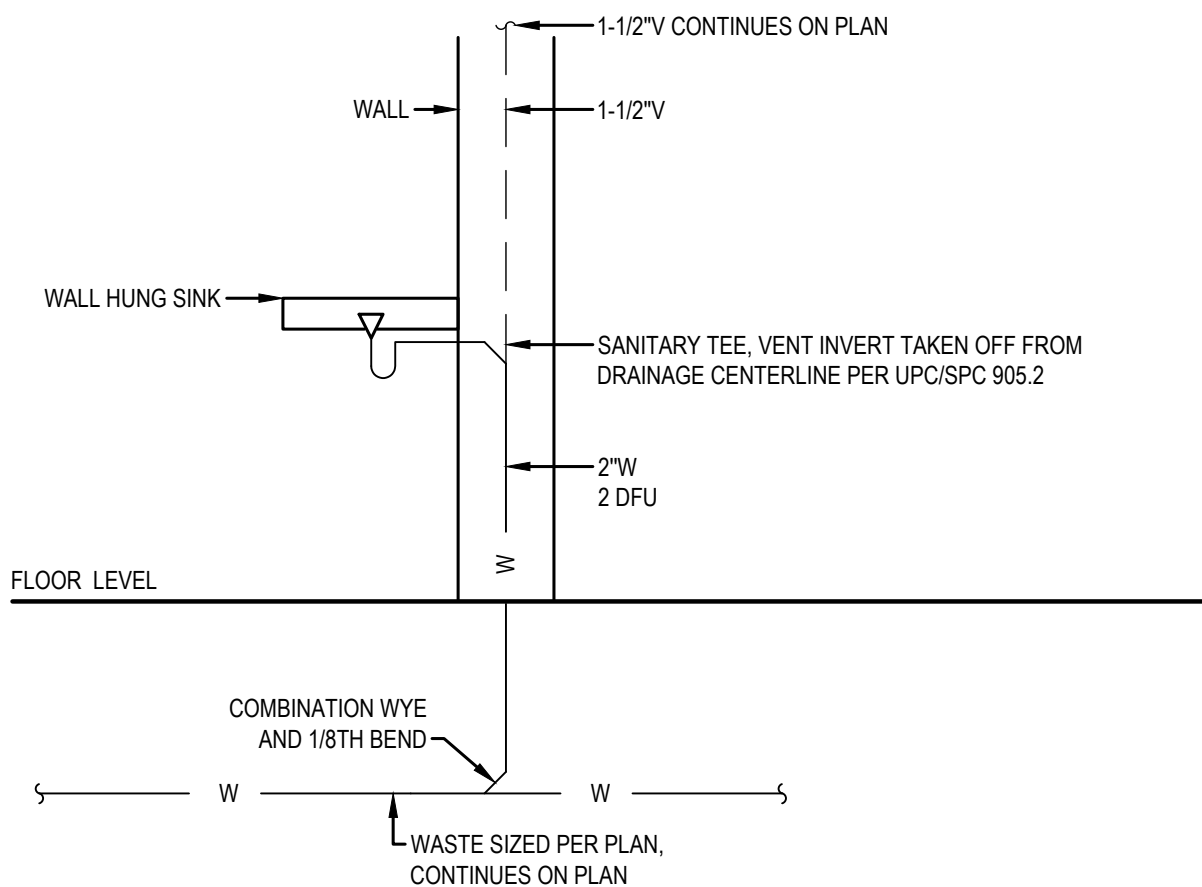 1-1/2"V CONTINUES ON PLAN
WALL
1-1/2"V
WALL HUNG SINK
SANITARY TEE, VENT INVERT TAKEN OFF FROM
DRAINAGE CENTERLINE PER UPC/SPC 905.2
2"W
2 DFU
W
FLOOR LEVEL
COMBINATION WYE
AND 1/8TH BEND
W
W
WASTE SIZED PER PLAN,
CONTINUES ON PLAN